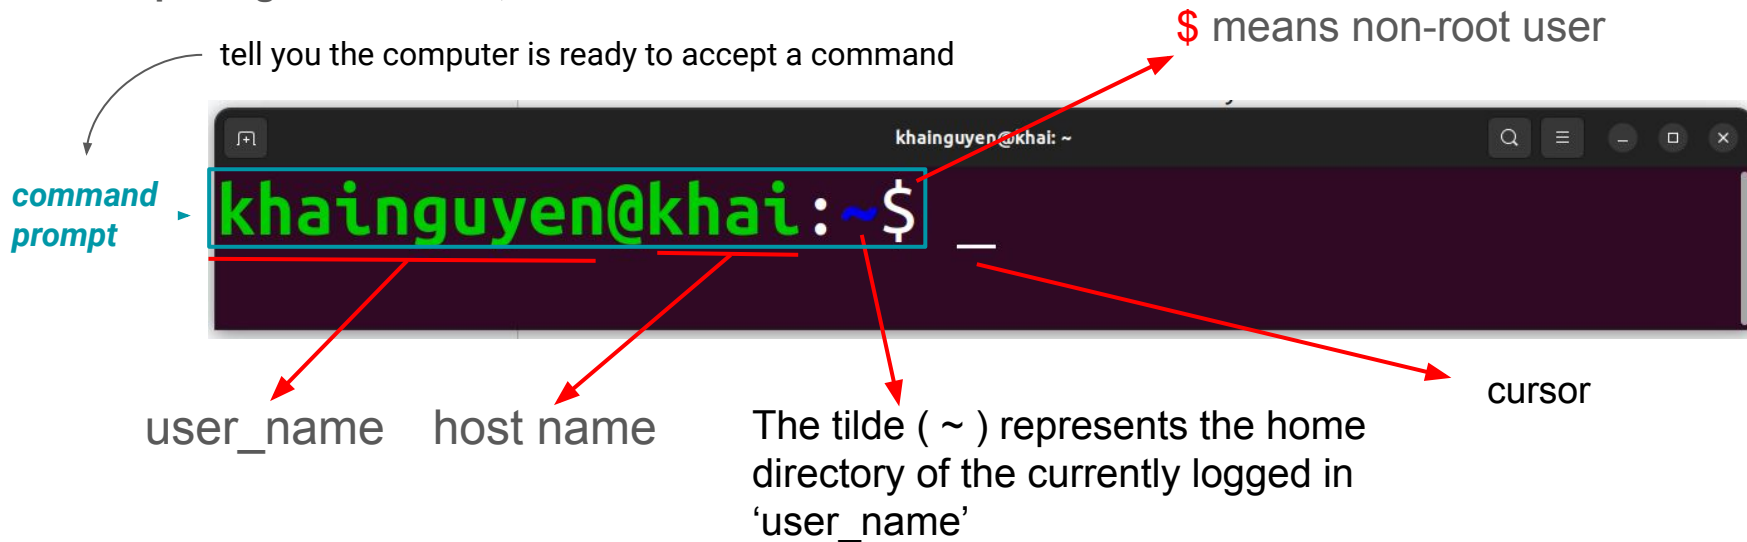 $ means non-root user
tell you the computer is ready to accept a command
khainguyen@khai: ~
command
prompt
khainguyen@khai:~$ _
user_name
host name
The tilde ( ~ ) represents the home
directory of the currently logged in
‘user_name’
cursor